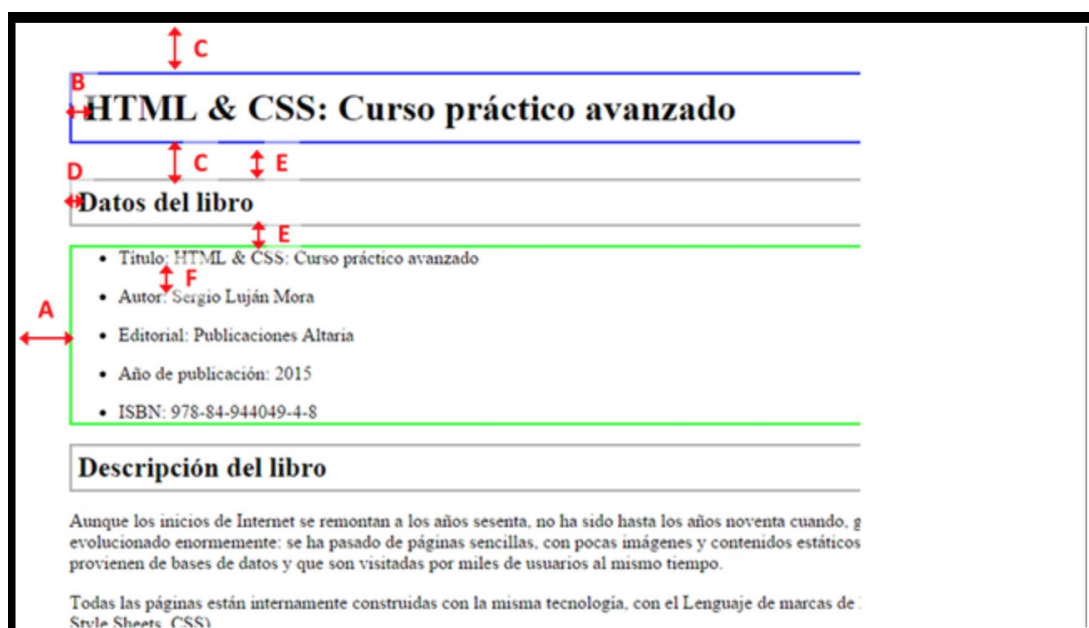 C
B
HTML & CSS: Curso práctico avanzado
C E
D
Datos del libro
E
• Título: HTML & CSS: Curso práctico avanzado
F
• Autor: Sergio Luján Mora
A
• Editorial: Publicaciones Altaria
• Año de publicación: 2015
• ISBN: 978-84-944049-4-8
Descripción del libro
Aunque los inicios de Internet se remontan a los años sesenta, no ha sido hasta los años noventa cuando, g
evolucionado enormemente: se ha pasado de páginas sencillas, con pocas imágenes y contenidos estáticos
provienen de bases de datos y que son visitadas por miles de usuarios al mismo tiempo.
Todas las páginas están internamente construidas con la misma tecnología, con el Lenguaje de marcas de
Style Sheets, CSS)